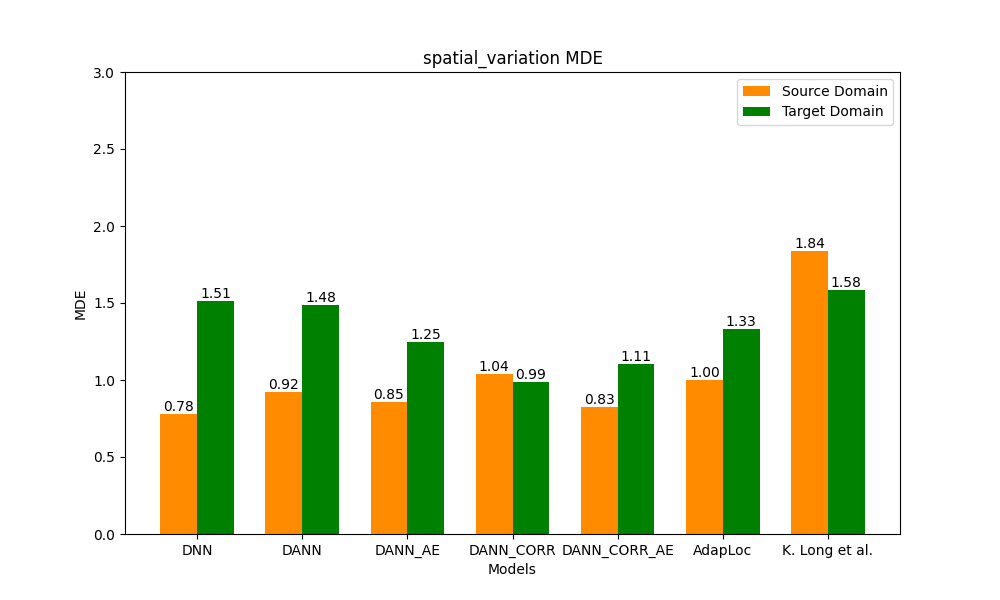 spatial_variation MDE
Source Domain
Target Domain
MDE
3.0
2.5
2.0
1.5
1.0
0.5
0.0
0.78
1.51
0.92
1.48
0.85
1.25
1.04
0.99
0.83
1.11
1.00
1.33
1.84
1.58
DNN
DANN
DANN_AE
DANN_CORR
DANN_CORR_AE
AdapLoc
K. Long et al.
Models